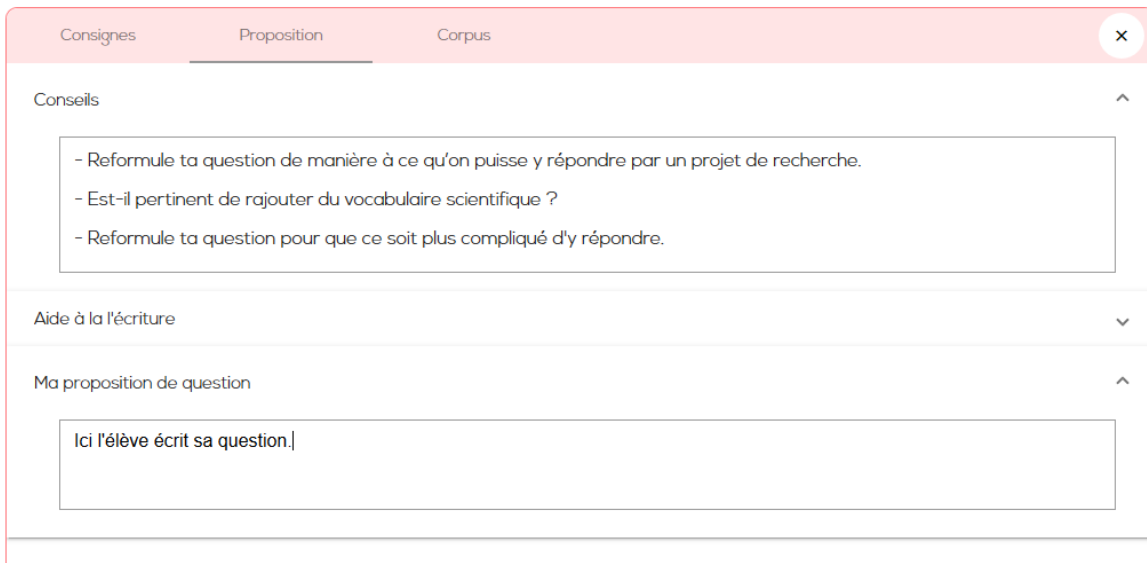 Consignes Proposition Corpus
Conseils
- Reformule ta question de manière à ce qu'on puisse y répondre par un projet de recherche.
- Est-il pertinent de rajouter du vocabulaire scientifique ?
- Reformule ta question pour que ce soit plus compliqué d'y répondre.
Aide à la l'écriture
Ma proposition de question
Ici l'élève écrit sa question.